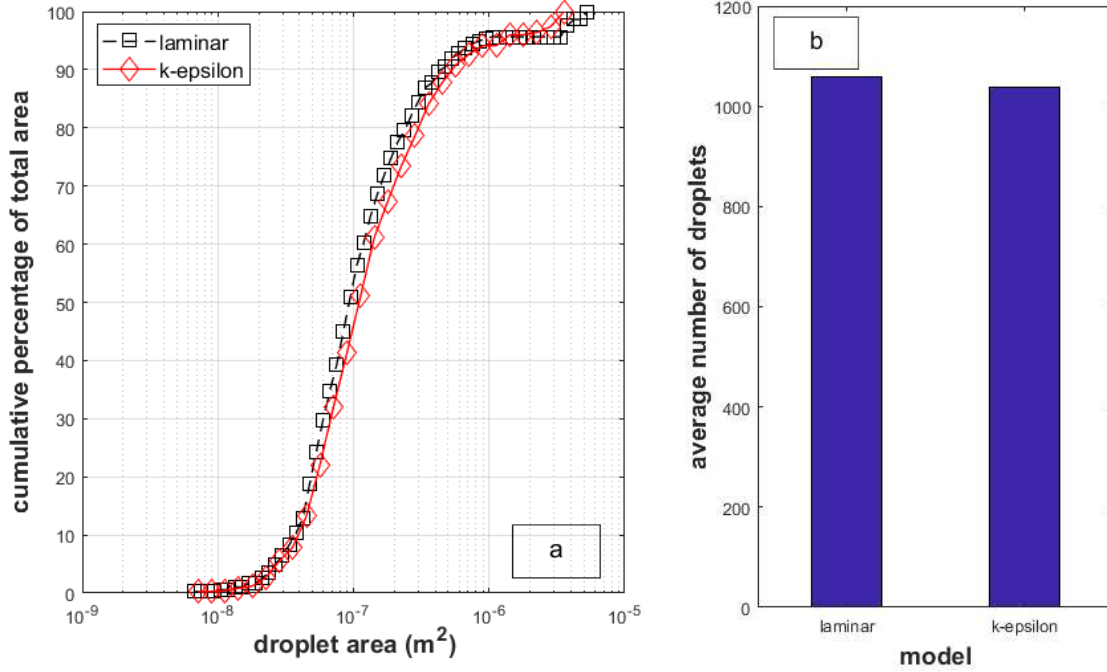 100
90
80
70
60
50
40
30
20
10
0
cumulative percentage of total area
laminar
k-epsilon
a
10^-9
10^-8
10^-7
10^-6
10^-5
droplet area (m^2)
1200
1000
800
600
400
200
0
average number of droplets
b
laminar
k-epsilon
model